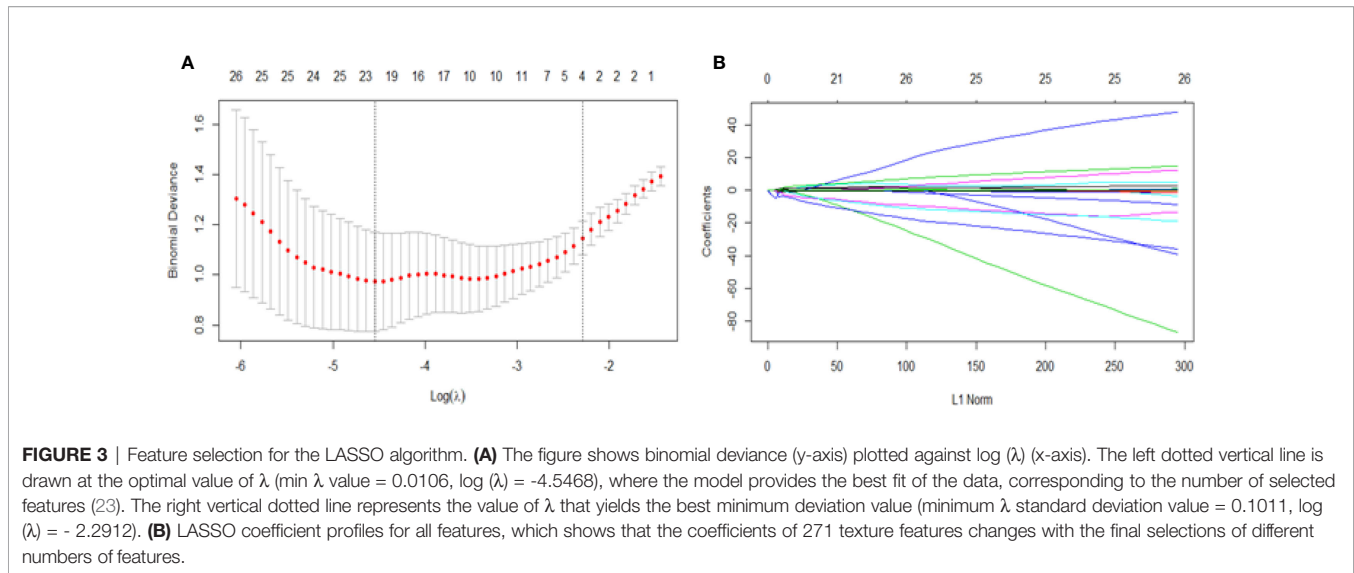 A
26 25 25 24 25 23 19 16 17 10 10 11 7 5 4 2 2 2 1
Binomial Deviance
0.8 1.0 1.2 1.4 1.6
-6 -5 -4 -3 -2
Log(λ)
B
0 21 26 25 25 25 26
Coefficients
40
20
0
-20
-40
-60
-80
0 50 100 150 200 250 300
L1 Norm
FIGURE 3 | Feature selection for the LASSO algorithm. (A) The figure shows binomial deviance (y-axis) plotted against log (λ) (x-axis). The left dotted vertical line is
drawn at the optimal value of λ (min λ value = 0.0106, log (λ) = -4.5468), where the model provides the best fit of the data, corresponding to the number of selected
features (23). The right vertical dotted line represents the value of λ that yields the best minimum deviation value (minimum λ standard deviation value = 0.1011, log
(λ) = - 2.2912). (B) LASSO coefficient profiles for all features, which shows that the coefficients of 271 texture features changes with the final selections of different
numbers of features.